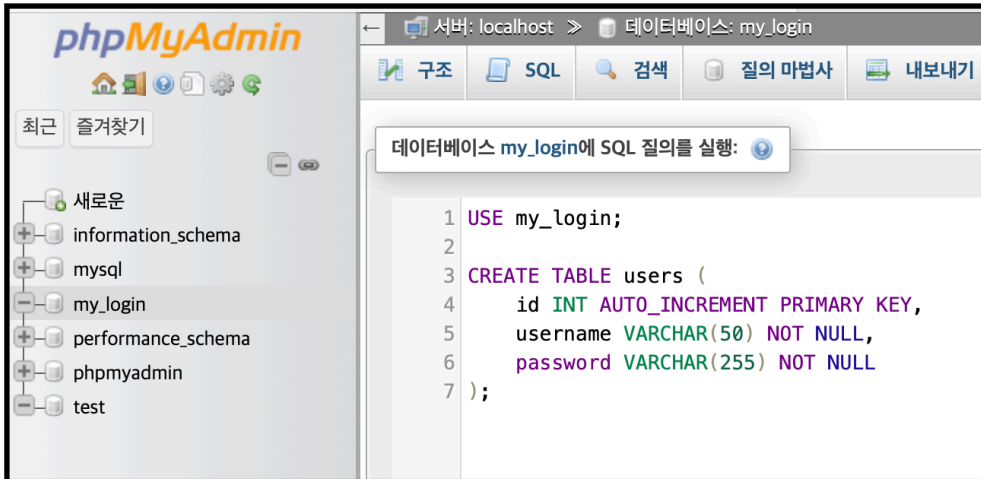 phpMyAdmin
최근 즐겨찾기
새로운
information_schema
mysql
my_login
performance_schema
phpmyadmin
test
← 서버: localhost » 데이터베이스: my_login
구조 SQL 검색 질의 마법사 내보내기
데이터베이스 my_login에 SQL 질의를 실행:
1 USE my_login;
2
3 CREATE TABLE users (
4 id INT AUTO_INCREMENT PRIMARY KEY,
5 username VARCHAR(50) NOT NULL,
6 password VARCHAR(255) NOT NULL
7 );